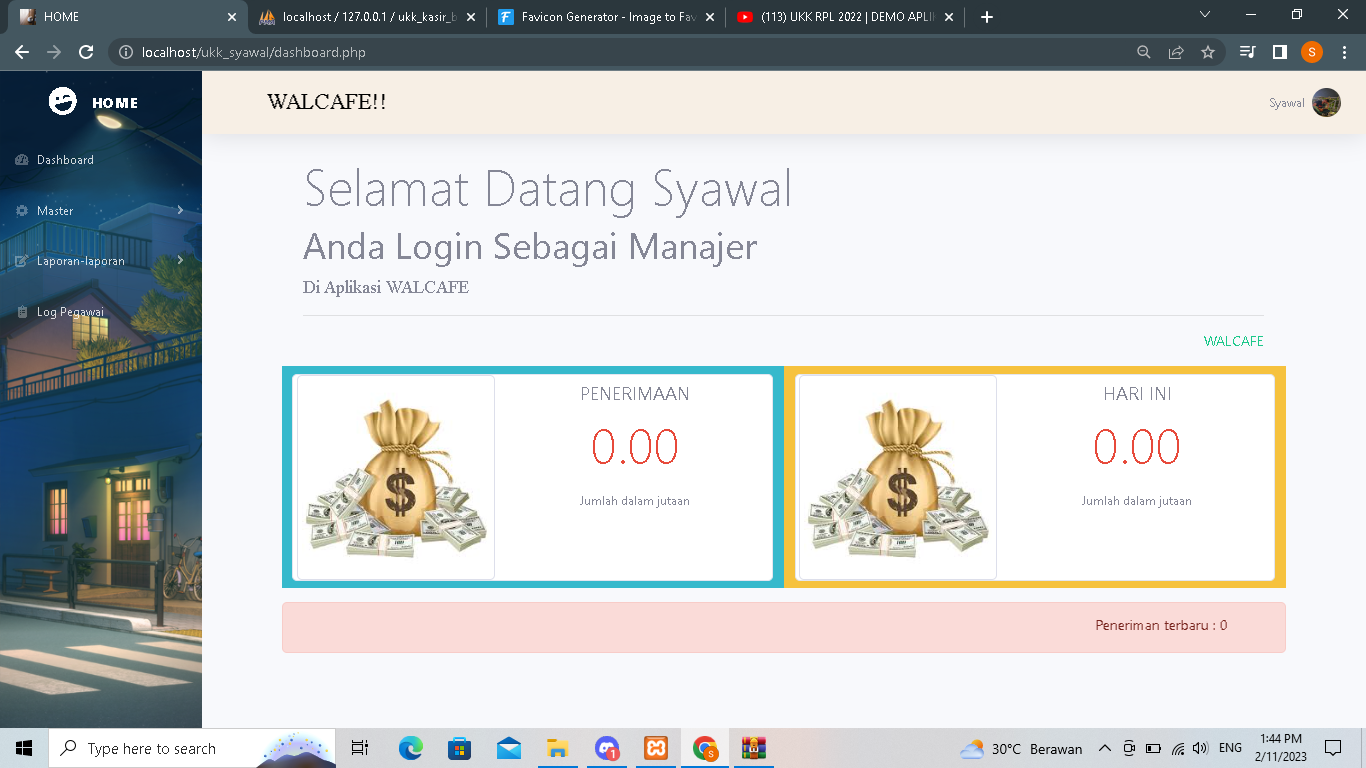 HOME
localhost / 127.0.0.1 / ukk_kasir_b
Favicon Generator - Image to Fav
(113) UKK RPL 2022 | DEMO APLI
localhost/ukk_syawal/dashboard.php
S
HOME
WALCAFE!!
Syawal
Dashboard
Master
Laporan-laporan
Log Pegawai
Selamat Datang Syawal
Anda Login Sebagai Manajer
Di Aplikasi WALCAFE
WALCAFE
PENERIMAAN
0.00
Jumlah dalam jutaan
HARI INI
0.00
Jumlah dalam jutaan
Peneriman terbaru : 0
Type here to search
1
30°C Berawan
ENG
1:44 PM
2/11/2023